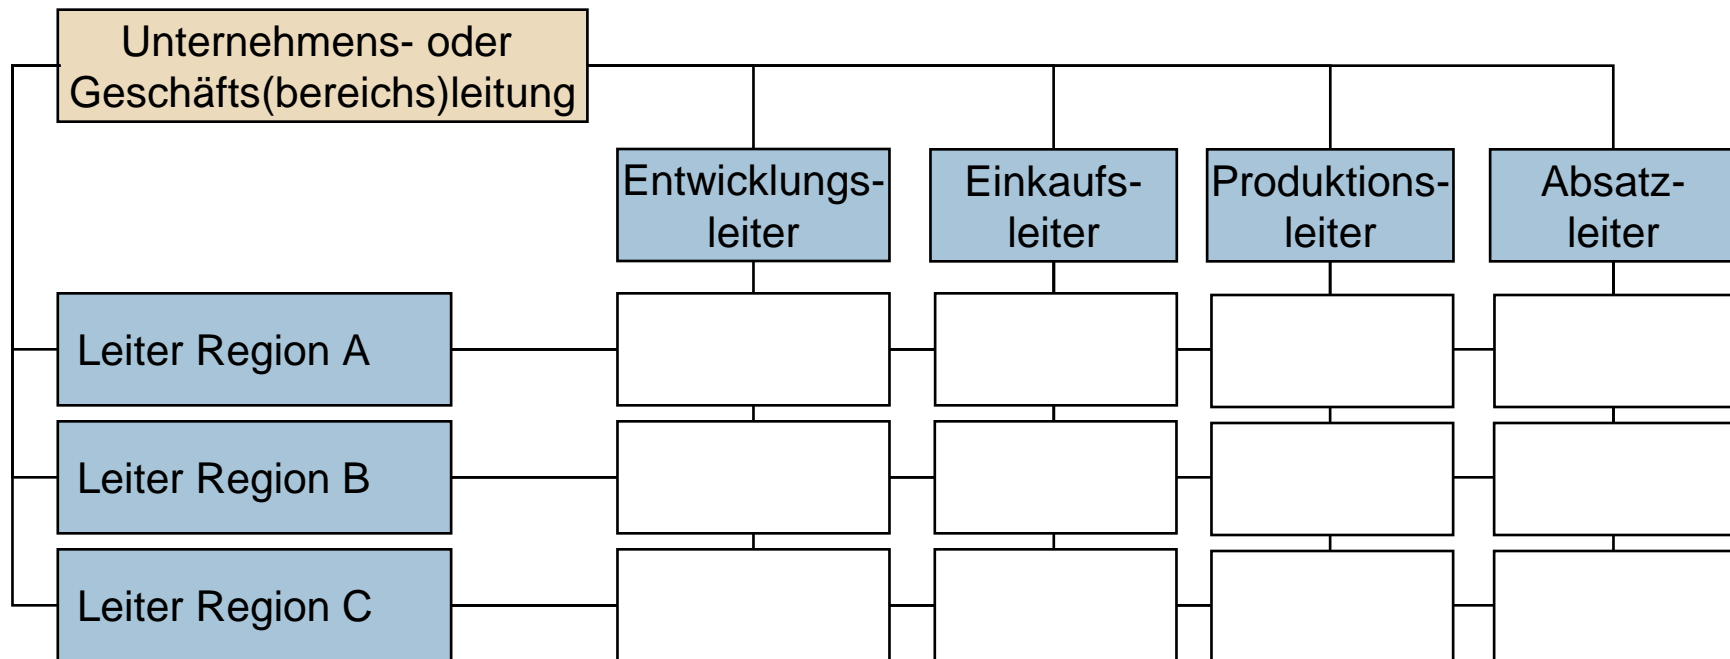 Unternehmens- oder
Geschäfts(bereichs)leitung
Entwicklungs-
leiter
Einkaufs-
leiter
Produktions-
leiter
Absatz-
leiter
Leiter Region A
Leiter Region B
Leiter Region C